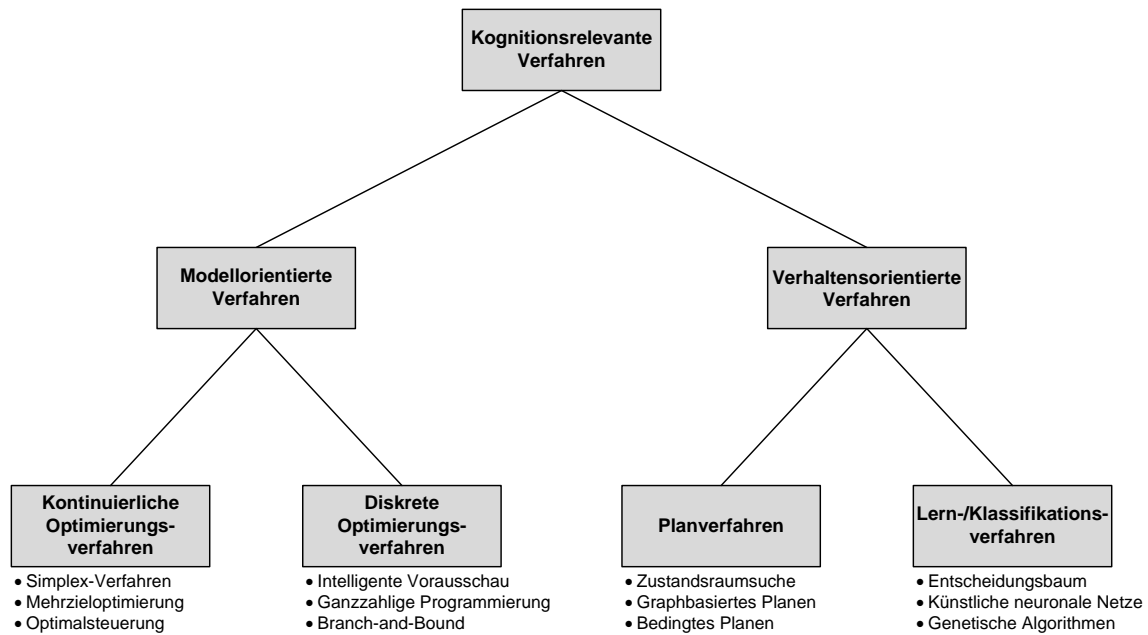 Kognitionsrelevante
Verfahren
Modellorientierte
Verfahren
Verhaltensorientierte
Verfahren
Kontinuierliche
Optimierungs-
verfahren
• Simplex-Verfahren
• Mehrzieloptimierung
• Optimalsteuerung
Diskrete
Optimierungs-
verfahren
• Intelligente Vorausschau
• Ganzzahlige Programmierung
• Branch-and-Bound
Planverfahren
• Zustandsraumsuche
• Graphbasiertes Planen
• Bedingtes Planen
Lern-/Klassifikations-
verfahren
• Entscheidungsbaum
• Künstliche neuronale Netze
• Genetische Algorithmen